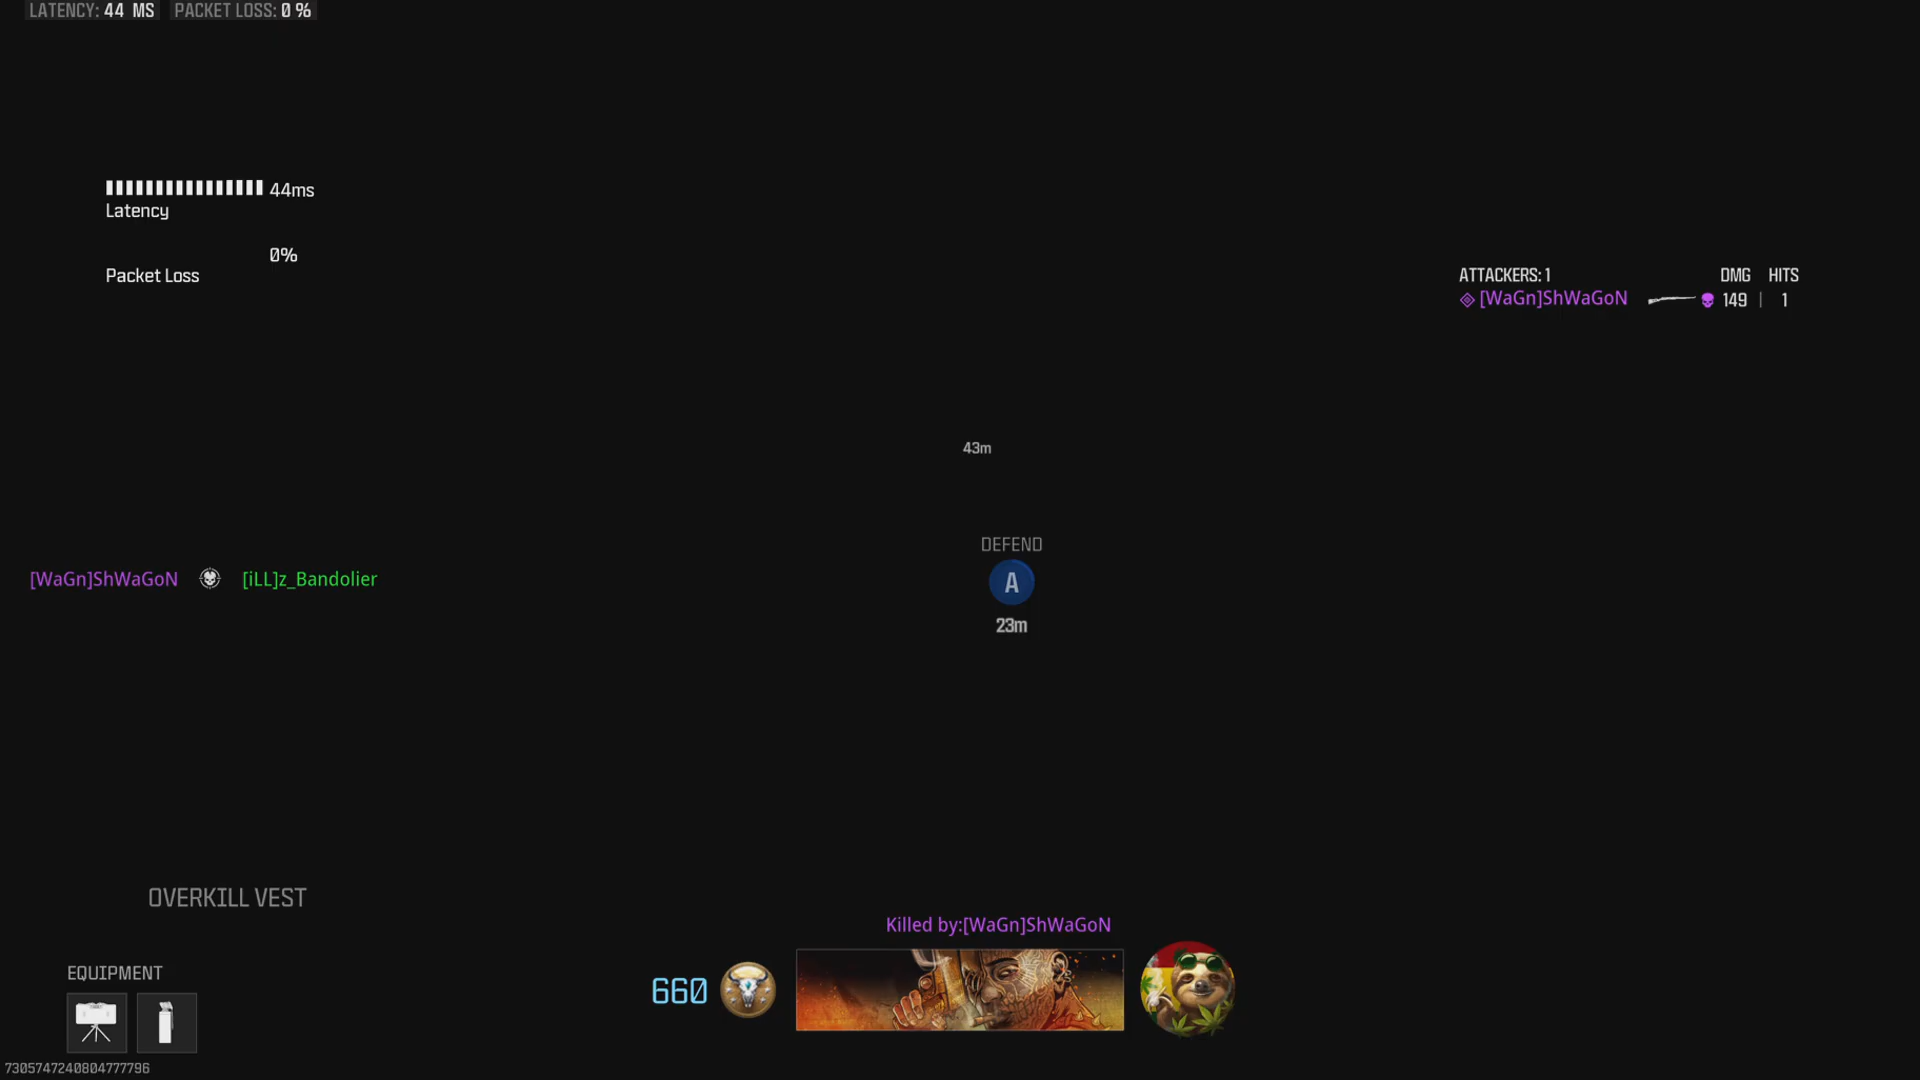 LATENCY: 44 MS PACKET LOSS: 0 %
44ms
Latency
0%
Packet Loss
ATTACKERS: 1 DMG HITS
[WaGn]ShWaGoN 149 | 1
43m
DEFEND
A
23m
[WaGn]ShWaGoN [iLL]z_Bandolier
OVERKILL VEST
Killed by:[WaGn]ShWaGoN
660
EQUIPMENT
7305747240804777796